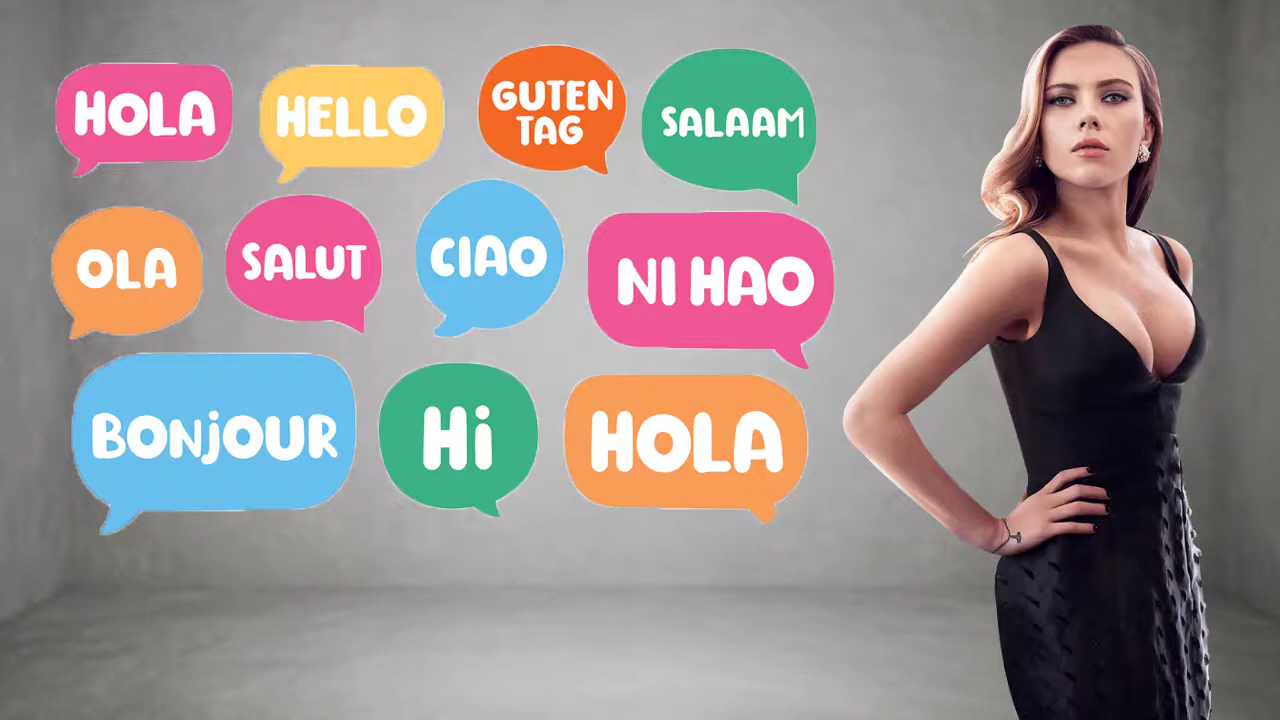 HOLA
HELLO
GUTEN
TAG
SALAAM
OLA
SALUT
CIAO
NI HAO
BONjOUR
Hi
HOLA